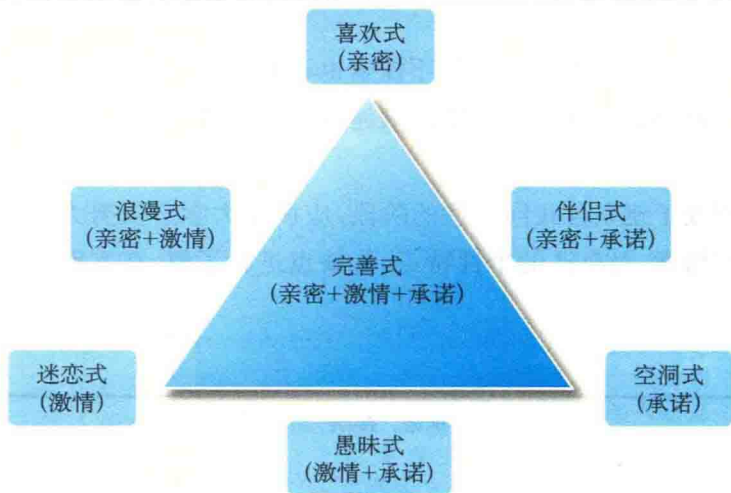 喜欢式
(亲密)
浪漫式
(亲密+激情)
伴侣式
(亲密+承诺)
完善式
(亲密+激情+承诺)
迷恋式
(激情)
空洞式
(承诺)
愚昧式
(激情+承诺)